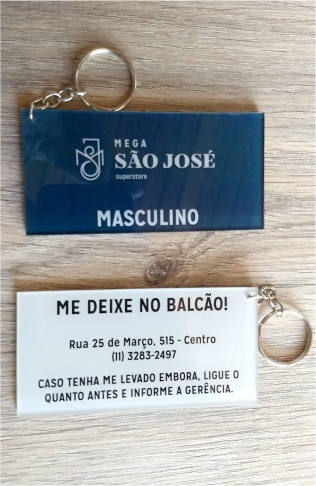 MEGA
SÃO JOSÉ
superstore
MASCULINO
ME DEIXE NO BALCÃO!
Rua 25 de Março, 515 - Centro
(11) 3283-2497
CASO TENHA ME LEVADO EMBORA, LIGUE O
QUANTO ANTES E INFORME A GERÊNCIA.